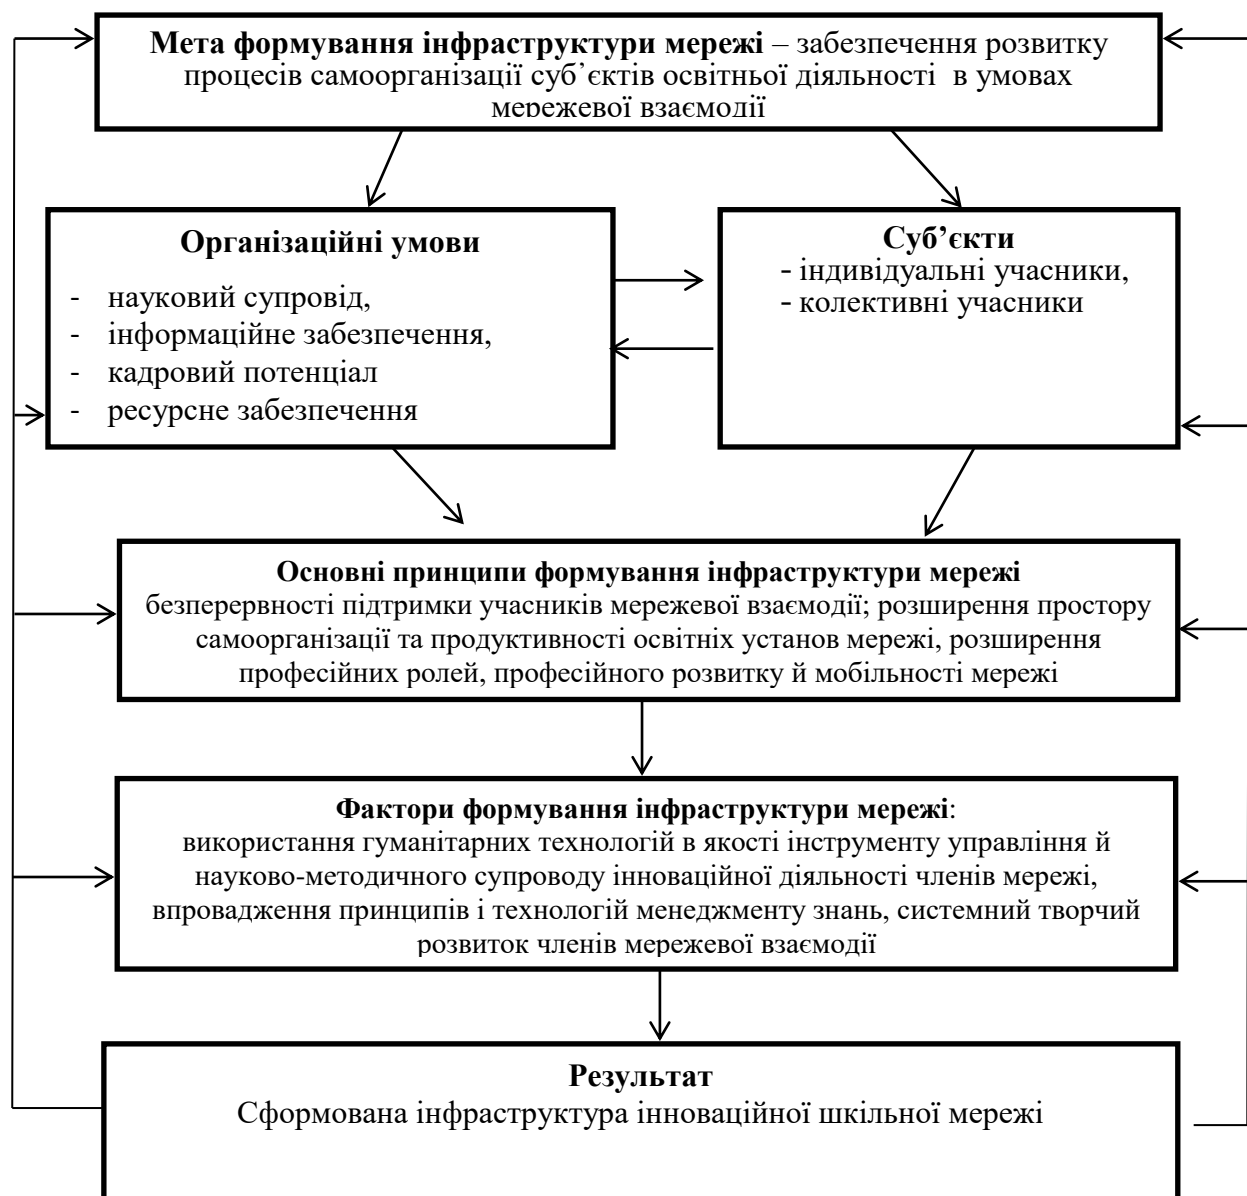 Мета формування інфраструктури мережі – забезпечення розвитку
процесів самоорганізації суб’єктів освітньої діяльності в умовах
мережевої взаємодії
Організаційні умови
- науковий супровід,
- інформаційне забезпечення,
- кадровий потенціал
- ресурсне забезпечення
Суб’єкти
- індивідуальні учасники,
- колективні учасники
Основні принципи формування інфраструктури мережі
безперервності підтримки учасників мережевої взаємодії; розширення простору
самоорганізації та продуктивності освітніх установ мережі, розширення
професійних ролей, професійного розвитку й мобільності мережі
Фактори формування інфраструктури мережі:
використання гуманітарних технологій в якості інструменту управління й
науково-методичного супроводу інноваційної діяльності членів мережі,
впровадження принципів і технологій менеджменту знань, системний творчий
розвиток членів мережевої взаємодії
Результат
Сформована інфраструктура інноваційної шкільної мережі